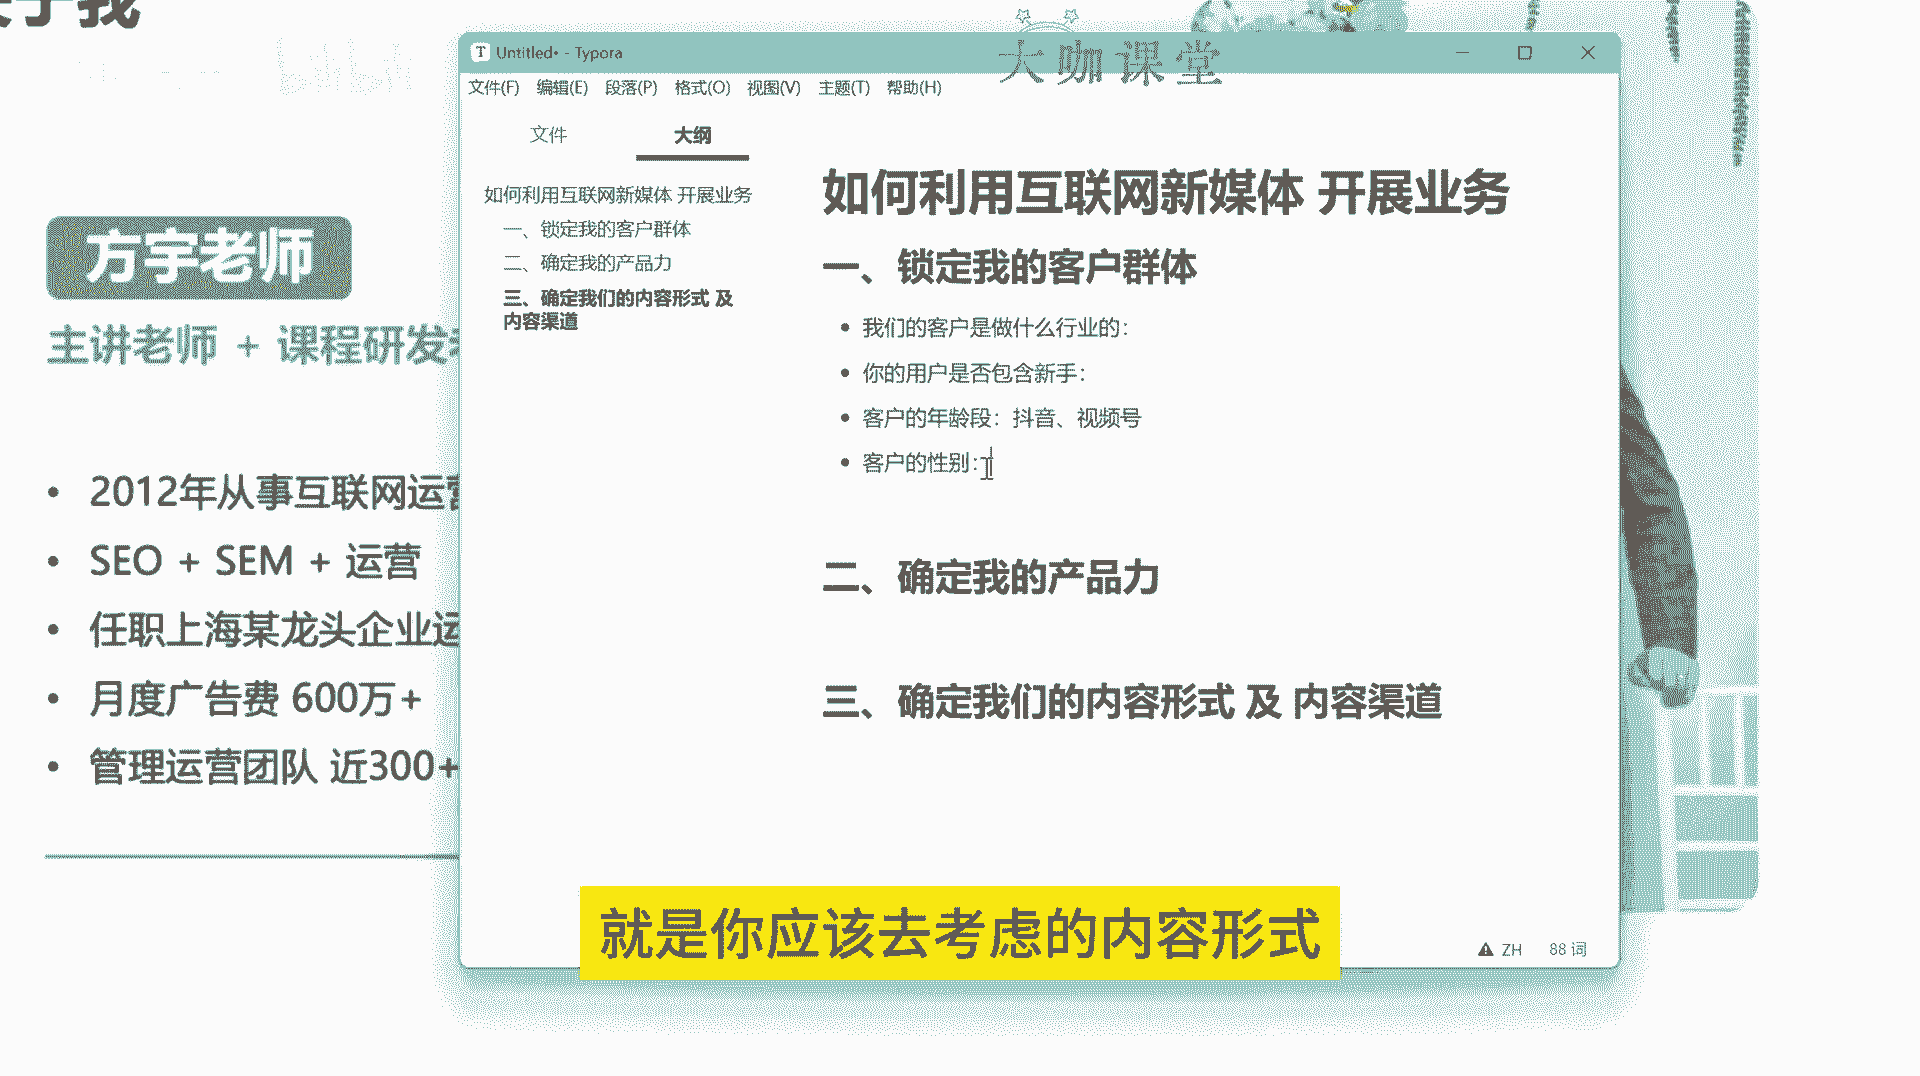 关于我
bilibili
大咖课堂
方宇老师
主讲老师 + 课程研发
• 2012年从事互联网运营
• SEO + SEM + 运营
• 任职上海某龙头企业运
• 月度广告费 600万+
• 管理运营团队 近300+
T Untitled• - Typora
文件(F) 编辑(E) 段落(P) 格式(O) 视图(V) 主题(T) 帮助(H)
文件 大纲
如何利用互联网新媒体 开展业务
一、锁定我的客户群体
二、确定我的产品力
三、确定我们的内容形式 及
内容渠道
如何利用互联网新媒体 开展业务
一、锁定我的客户群体
• 我们的客户是做什么行业的：
• 你的用户是否包含新手：
• 客户的年龄段：抖音、视频号
• 客户的性别：
二、确定我的产品力
三、确定我们的内容形式 及 内容渠道
ZH 88 词
就是你应该去考虑的内容形式